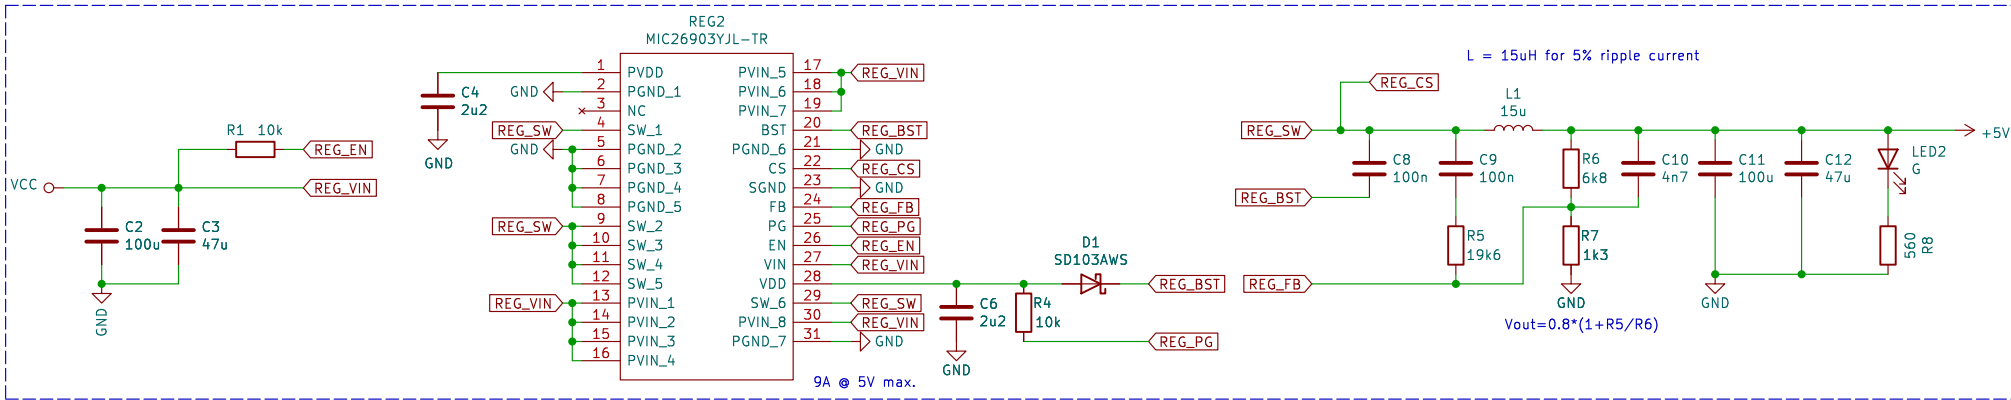 REG2
MIC26903YJL-TR
1 PVDD
2 PGND_1
3 NC
4 SW_1
5 PGND_2
6 PGND_3
7 PGND_4
8 PGND_5
9 SW_2
10 SW_3
11 SW_4
12 SW_5
13 PVIN_1
14 PVIN_2
15 PVIN_3
16 PVIN_4
PVIN_5 17
PVIN_6 18
PVIN_7 19
BST 20
PGND_6 21
CS 22
SGND 23
FB 24
PG 25
EN 26
VIN 27
VDD 28
SW_6 29
PVIN_8 30
PGND_7 31
VCC
R1 10k
REG_EN
REG_VIN
C2
100u
C3
47u
GND
C4
2u2
GND
GND
REG_SW
GND
REG_SW
REG_VIN
REG_VIN
REG_BST
GND
REG_CS
GND
REG_FB
REG_PG
REG_EN
REG_VIN
REG_SW
REG_VIN
GND
9A @ 5V max.
C6
2u2
GND
R4
10k
D1
SD103AWS
REG_BST
REG_PG
L = 15uH for 5% ripple current
REG_CS
REG_SW
L1
15u
+5V
C8
100n
REG_BST
C9
100n
R5
19k6
REG_FB
R6
6k8
R7
1k3
GND
C10
4n7
C11
100u
GND
C12
47u
LED2
G
560
R8
Vout=0.8*(1+R5/R6)